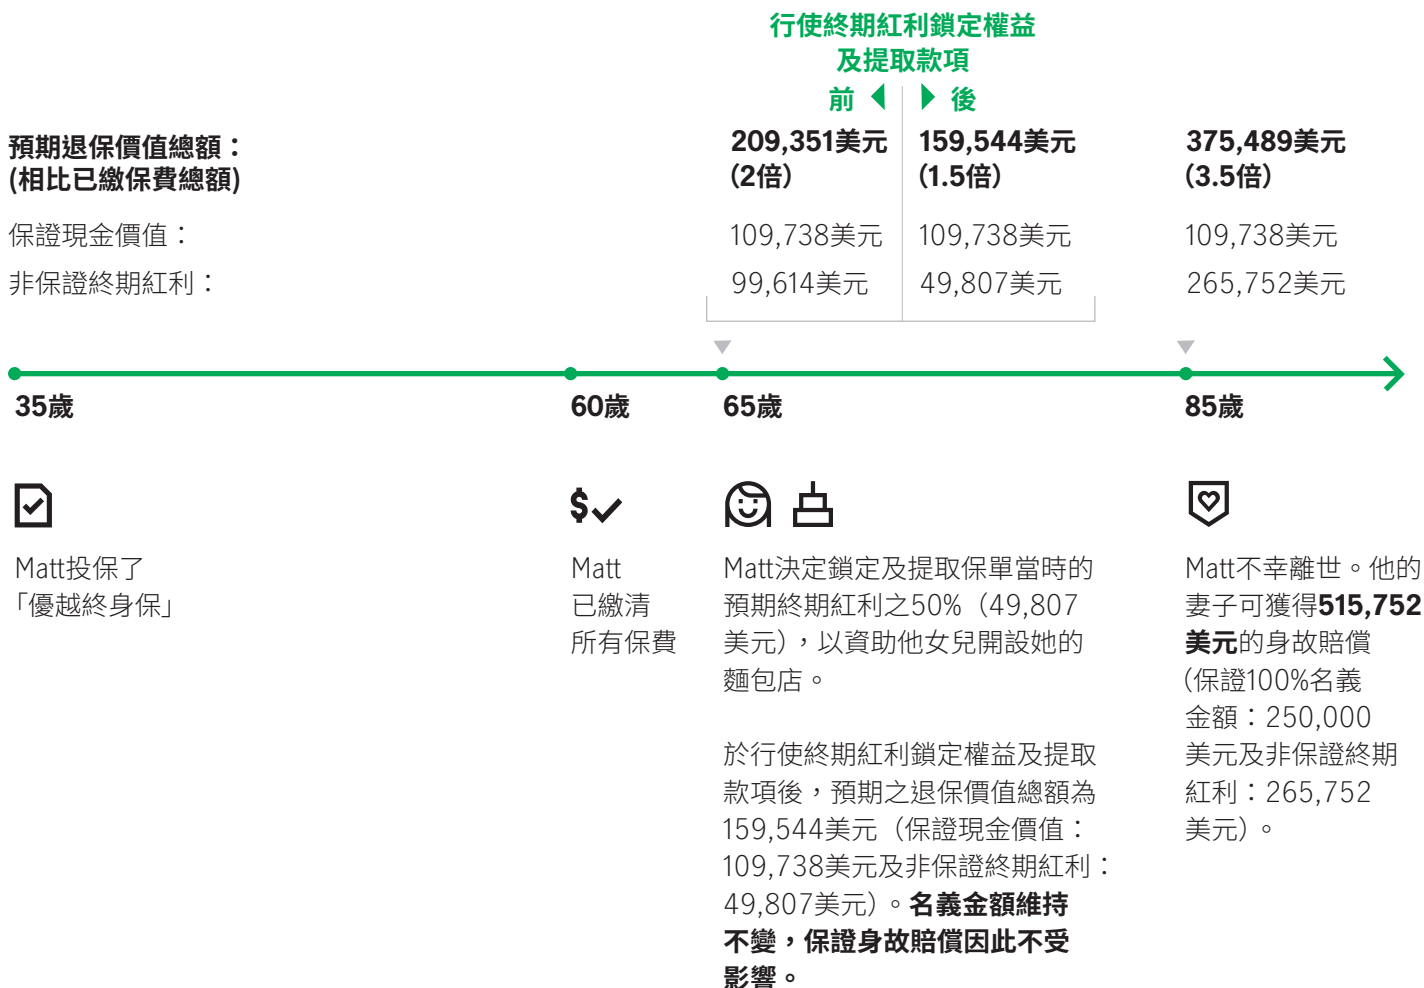 行使終期紅利鎖定權益
及提取款項
前 後
預期退保價值總額：
(相比已繳保費總額)
209,351美元
（2倍）
159,544美元
（1.5倍）
375,489美元
（3.5倍）
保證現金價值：
109,738美元
109,738美元
109,738美元
非保證終期紅利：
99,614美元
49,807美元
265,752美元
35歲
60歲
65歲
85歲
Matt投保了
「優越終身保」
Matt
已繳清
所有保費
Matt決定鎖定及提取保單當時的
預期終期紅利之50%（49,807
美元），以資助他女兒開設她的
麵包店。
於行使終期紅利鎖定權益及提取
款項後，預期之退保價值總額為
159,544美元（保證現金價值：
109,738美元及非保證終期紅利：
49,807美元）。名義金額維持
不變，保證身故賠償因此不受
影響。
Matt不幸離世。他的
妻子可獲得515,752
美元的身故賠償
（保證100%名義
金額：250,000
美元及非保證終期
紅利：265,752
美元）。